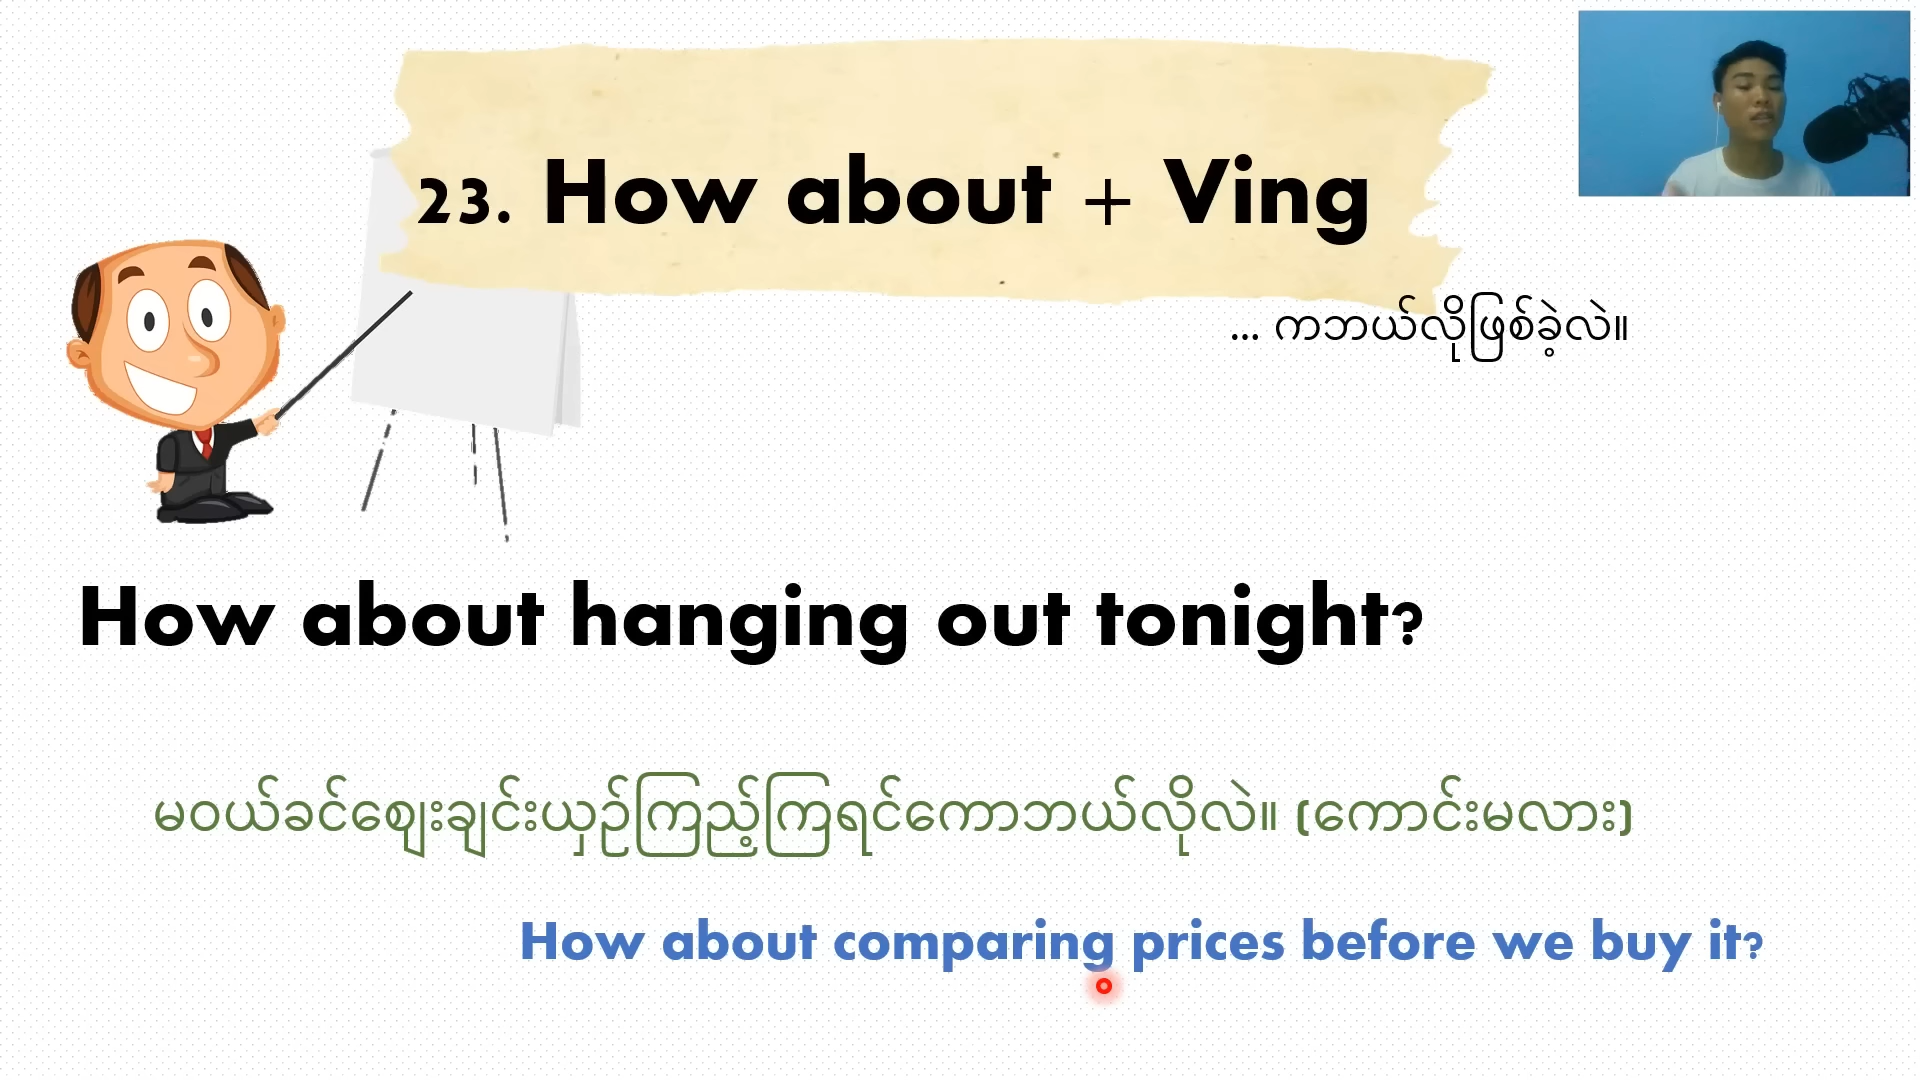 23. How about + Ving
... ကဘယ်လိုဖြစ်ခဲ့လဲ။
How about hanging out tonight?
မဝယ်ခင်ဈေးချင်းယှဉ်ကြည့်ကြရင်ကောဘယ်လိုလဲ။ (ကောင်းမလား)
How about comparing prices before we buy it?